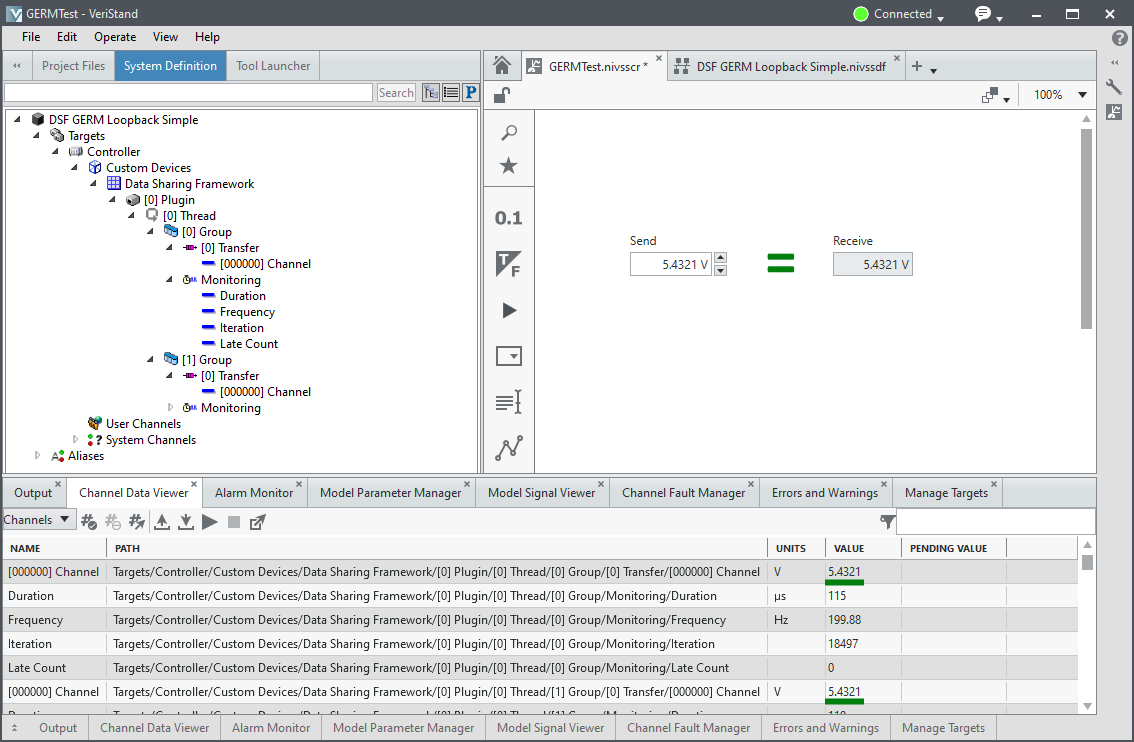 GERMTest - VeriStand
Connected
File Edit Operate View Help
Project Files System Definition Tool Launcher
Search
DSF GERM Loopback Simple
Targets
Controller
Custom Devices
Data Sharing Framework
[0] Plugin
[0] Thread
[0] Group
[0] Transfer
[000000] Channel
Monitoring
Duration
Frequency
Iteration
Late Count
[1] Group
[0] Transfer
[000000] Channel
Monitoring
User Channels
System Channels
Aliases
GERMTest.nivsscr * DSF GERM Loopback Simple.nivssdf
100%
0.1
T F
Send Receive
5.4321 V 5.4321 V
Output Channel Data Viewer Alarm Monitor Model Parameter Manager Model Signal Viewer Channel Fault Manager Errors and Warnings Manage Targets
Channels
NAME PATH UNITS VALUE PENDING VALUE
[000000] Channel Targets/Controller/Custom Devices/Data Sharing Framework/[0] Plugin/[0] Thread/[0] Group/[0] Transfer/[000000] Channel V 5.4321
Duration Targets/Controller/Custom Devices/Data Sharing Framework/[0] Plugin/[0] Thread/[0] Group/Monitoring/Duration µs 115
Frequency Targets/Controller/Custom Devices/Data Sharing Framework/[0] Plugin/[0] Thread/[0] Group/Monitoring/Frequency Hz 199.88
Iteration Targets/Controller/Custom Devices/Data Sharing Framework/[0] Plugin/[0] Thread/[0] Group/Monitoring/Iteration 18497
Late Count Targets/Controller/Custom Devices/Data Sharing Framework/[0] Plugin/[0] Thread/[0] Group/Monitoring/Late Count 0
[000000] Channel Targets/Controller/Custom Devices/Data Sharing Framework/[0] Plugin/[0] Thread/[1] Group/[0] Transfer/[000000] Channel V 5.4321
Output Channel Data Viewer Alarm Monitor Model Parameter Manager Model Signal Viewer Channel Fault Manager Errors and Warnings Manage Targets